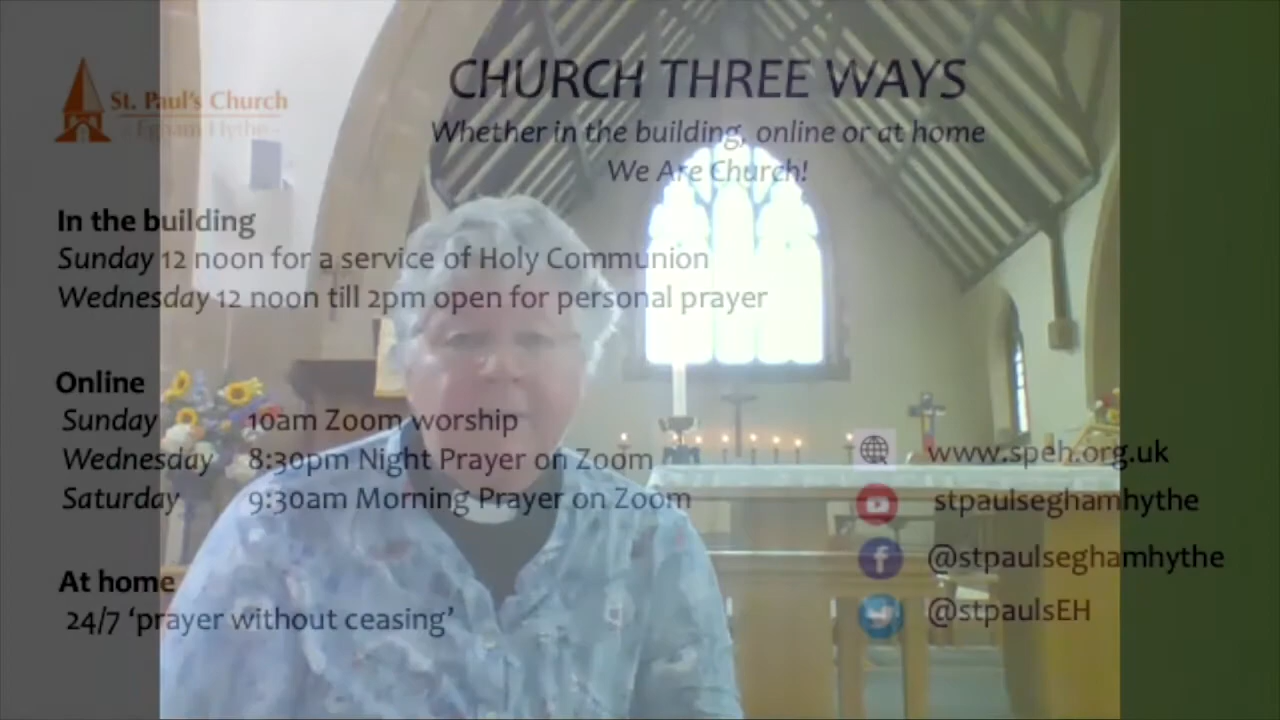 St. Paul's Church
Egham Hythe
CHURCH THREE WAYS
Whether in the building, online or at home
We Are Church!
In the building
Sunday 12 noon for a service of Holy Communion
Wednesday 12 noon till 2pm open for personal prayer
Online
Sunday 10am Zoom worship
Wednesday 8:30pm Night Prayer on Zoom
Saturday 9:30am Morning Prayer on Zoom
At home
24/7 ‘prayer without ceasing’
www.speh.org.uk
stpaulseghamhythe
@stpaulseghamhythe
@stpaulsEH